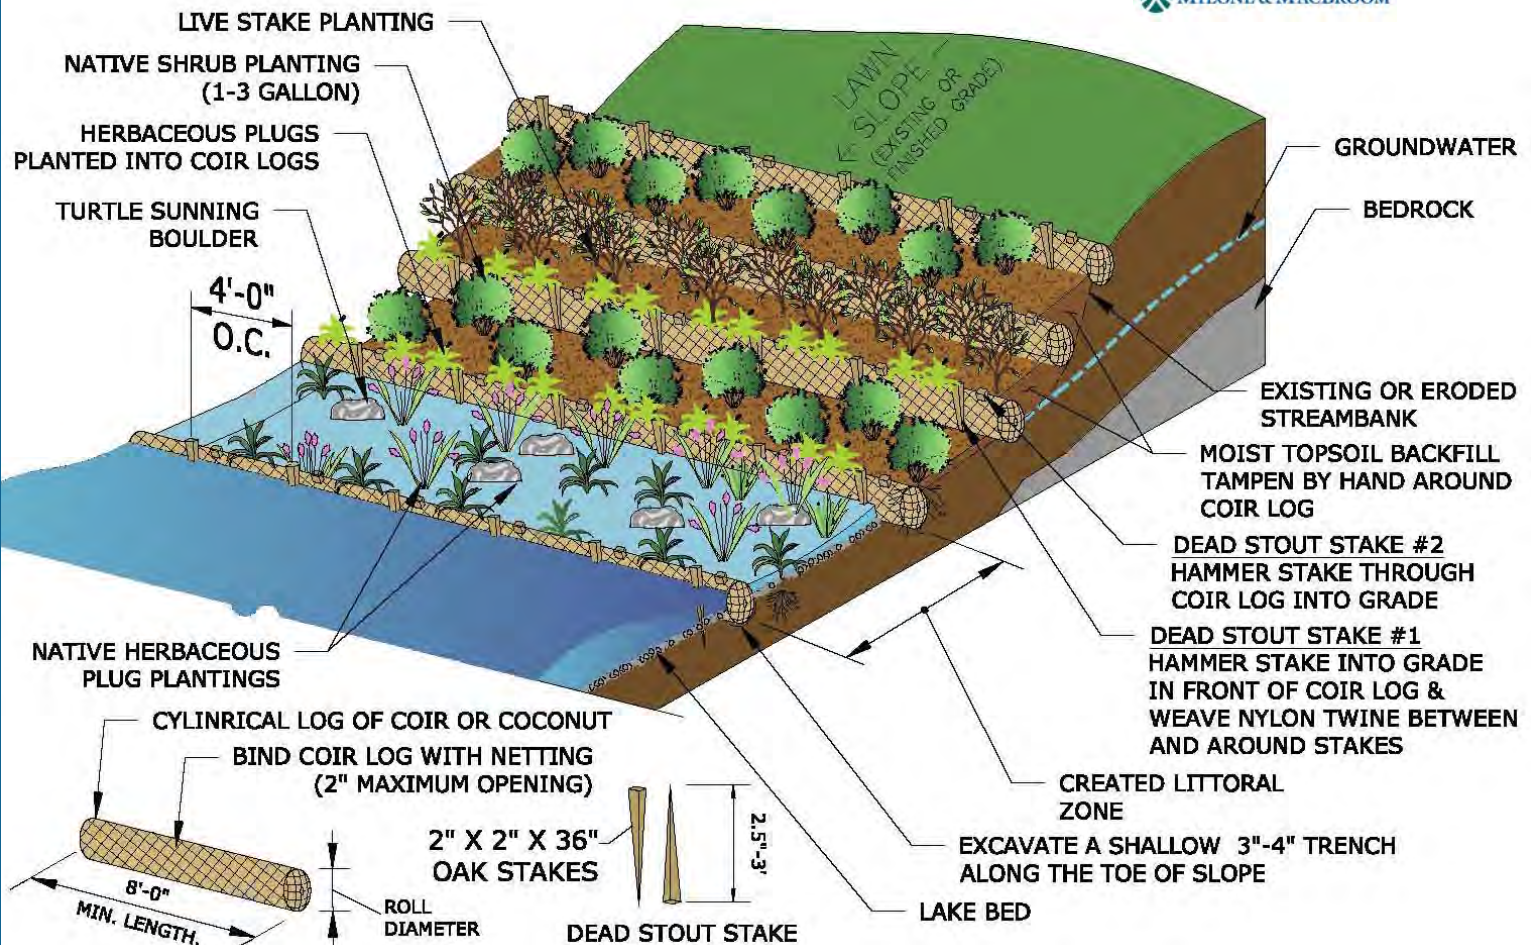 MILONE & MACBROOM
LIVE STAKE PLANTING
NATIVE SHRUB PLANTING
(1-3 GALLON)
HERBACEOUS PLUGS
PLANTED INTO COIR LOGS
TURTLE SUNNING
BOULDER
4'-0"
O.C.
LAWN
SLOPE
(EXISTING OR
FINISHED GRADE)
GROUNDWATER
BEDROCK
EXISTING OR ERODED
STREAMBANK
MOIST TOPSOIL BACKFILL
TAMPEN BY HAND AROUND
COIR LOG
DEAD STOUT STAKE #2
HAMMER STAKE THROUGH
COIR LOG INTO GRADE
DEAD STOUT STAKE #1
HAMMER STAKE INTO GRADE
IN FRONT OF COIR LOG &
WEAVE NYLON TWINE BETWEEN
AND AROUND STAKES
CREATED LITTORAL
ZONE
EXCAVATE A SHALLOW 3"-4" TRENCH
ALONG THE TOE OF SLOPE
LAKE BED
NATIVE HERBACEOUS
PLUG PLANTINGS
CYLINRICAL LOG OF COIR OR COCONUT
BIND COIR LOG WITH NETTING
(2" MAXIMUM OPENING)
8'-0"
MIN. LENGTH.
ROLL
DIAMETER
2" X 2" X 36"
OAK STAKES
2.5'-3'
DEAD STOUT STAKE